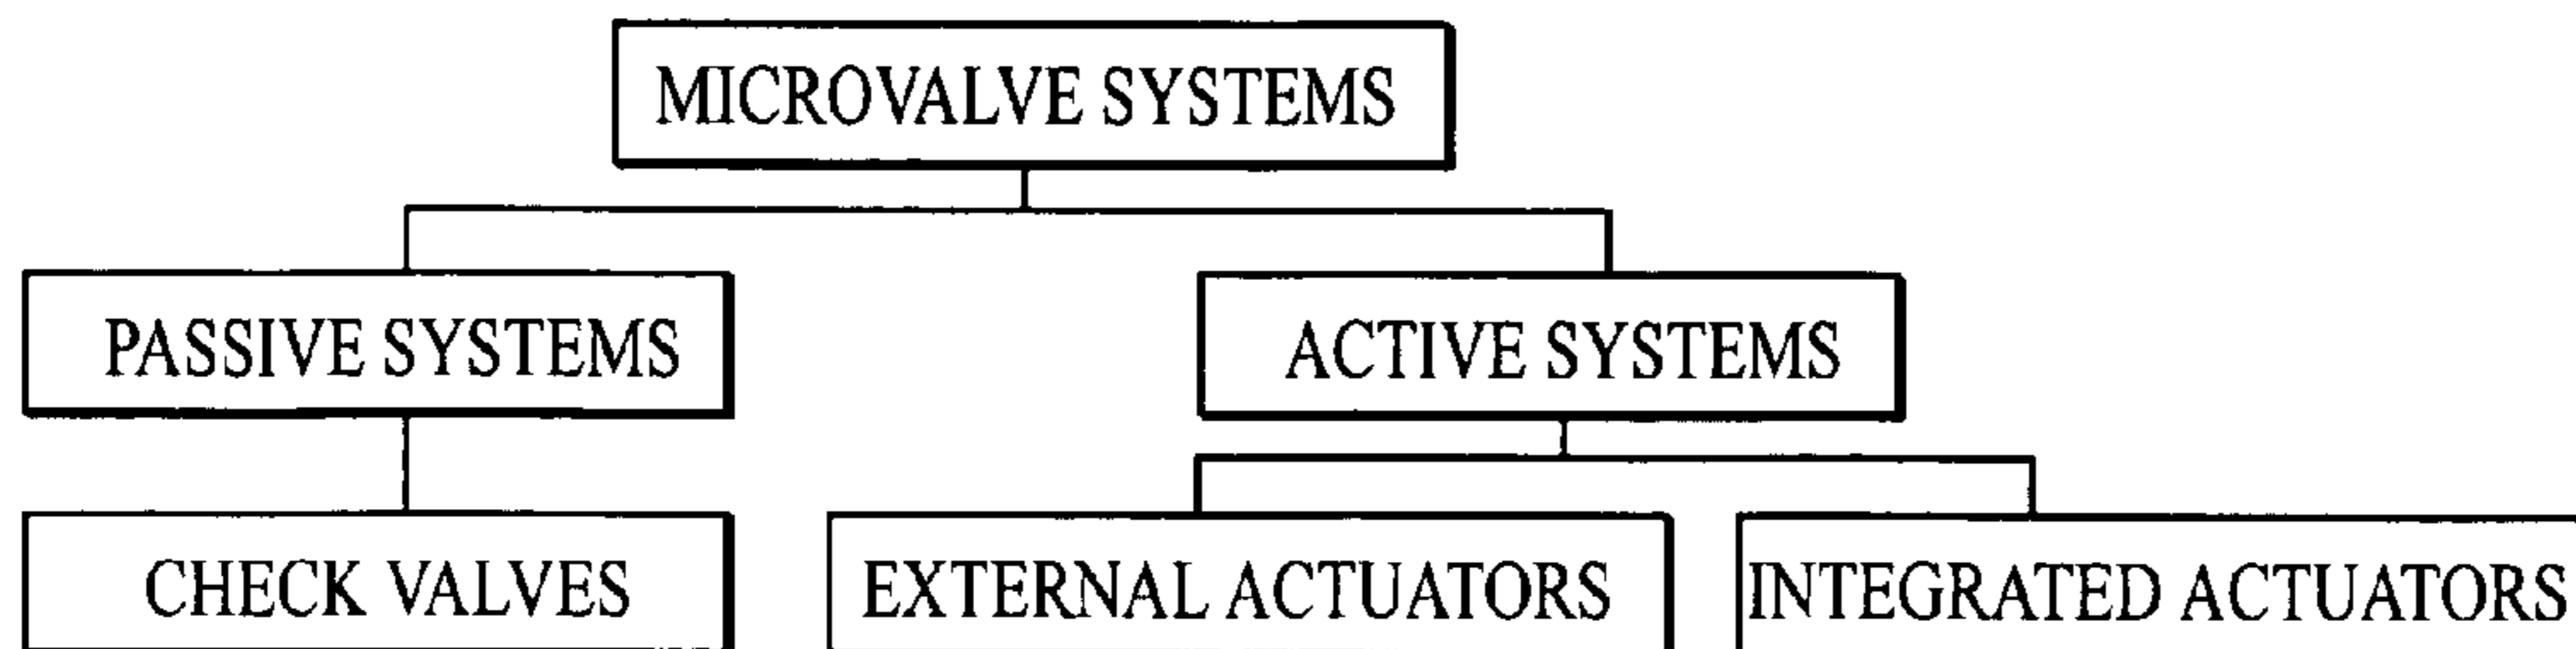 MICROVALVE SYSTEMS
PASSIVE SYSTEMS
ACTIVE SYSTEMS
CHECK VALVES
EXTERNAL ACTUATORS
INTEGRATED ACTUATORS